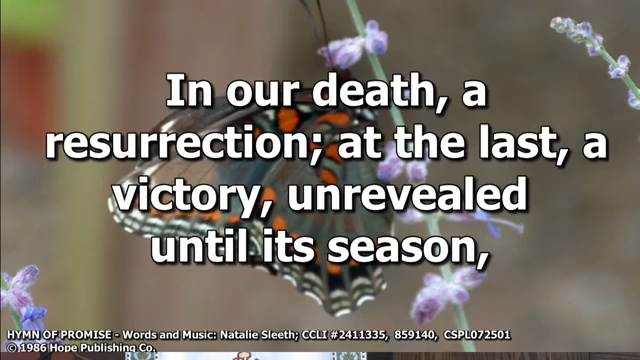 In our death, a
resurrection; at the last, a
victory, unrevealed
until its season,
HYMN OF PROMISE - Words and Music: Natalie Sleeth; CCLI #2411335, 859140, CSPL072501
© 1986 Hope Publishing Co.